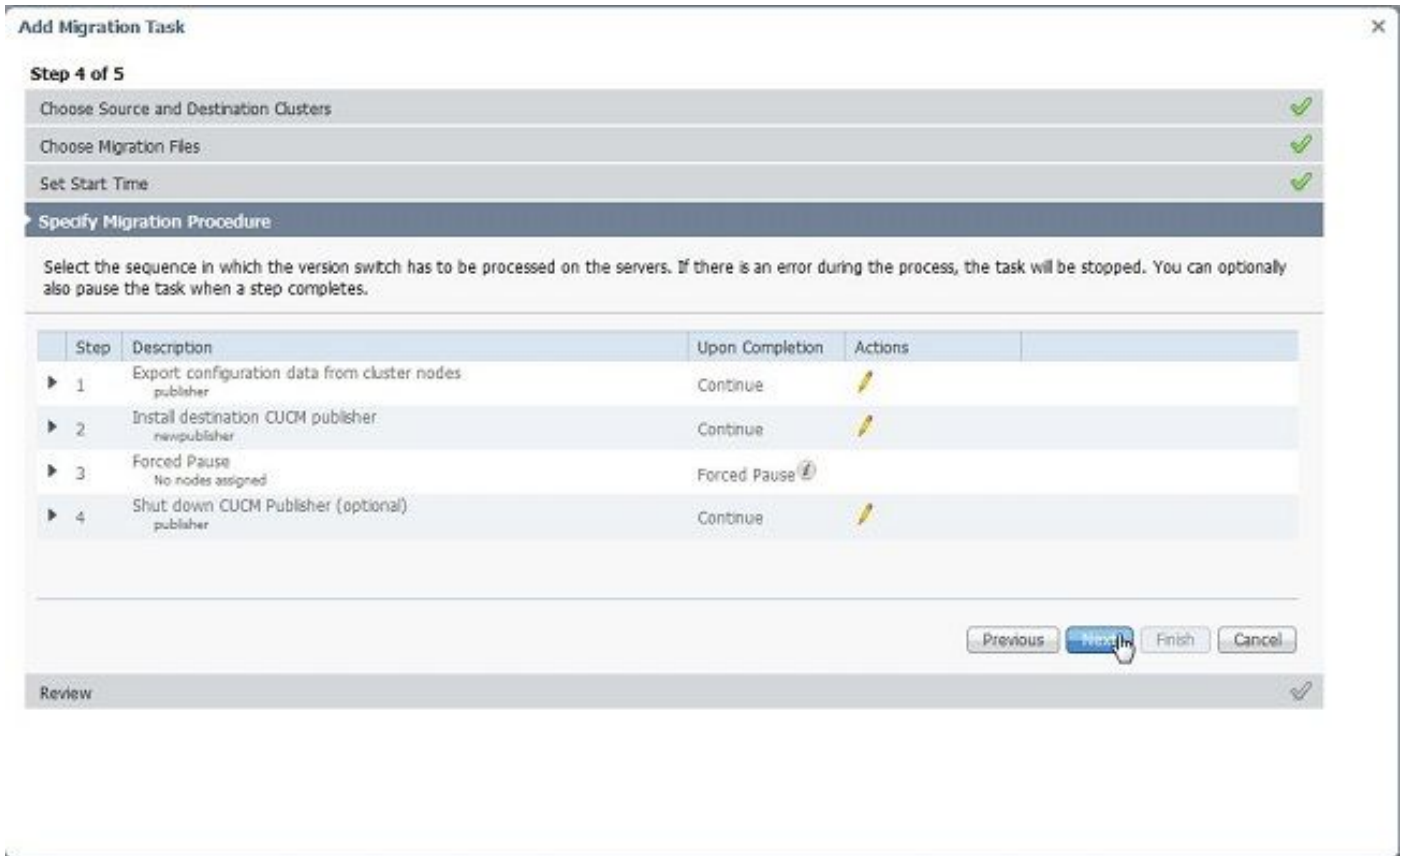 Add Migration Task
Step 4 of 5
Choose Source and Destination Clusters
Choose Migration Files
Set Start Time
Specify Migration Procedure
Select the sequence in which the version switch has to be processed on the servers. If there is an error during the process, the task will be stopped. You can optionally
also pause the task when a step completes.
Step Description Upon Completion Actions
1 Export configuration data from cluster nodes Continue
publisher
2 Install destination CUCM publisher Continue
newpublisher
3 Forced Pause Forced Pause i
No nodes assigned
4 Shut down CUCM Publisher (optional) Continue
publisher
Previous Next Finish Cancel
Review